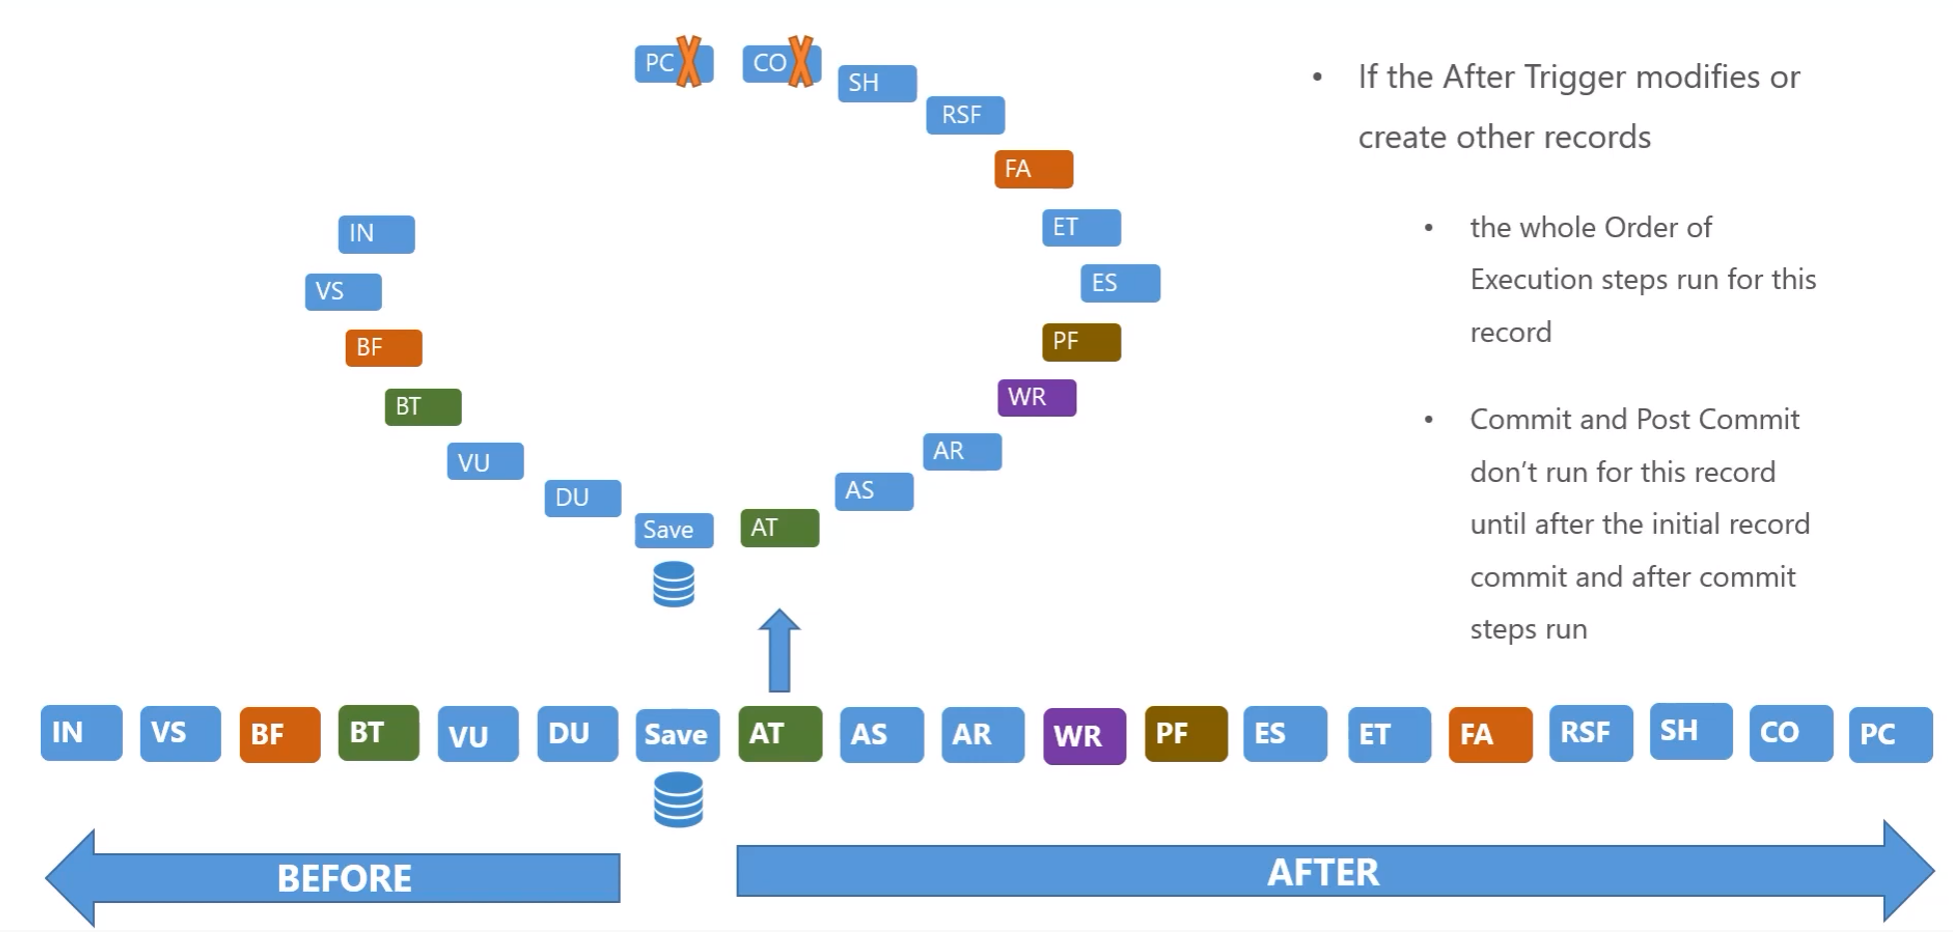 PC
CO
SH
RSF
FA
IN
ET
VS
ES
BF
PF
BT
WR
VU
AR
DU
AS
Save
AT
• If the After Trigger modifies or
create other records
• the whole Order of
Execution steps run for this
record
• Commit and Post Commit
don’t run for this record
until after the initial record
commit and after commit
steps run
IN VS BF BT VU DU Save AT AS AR WR PF ES ET FA RSF SH CO PC
BEFORE
AFTER